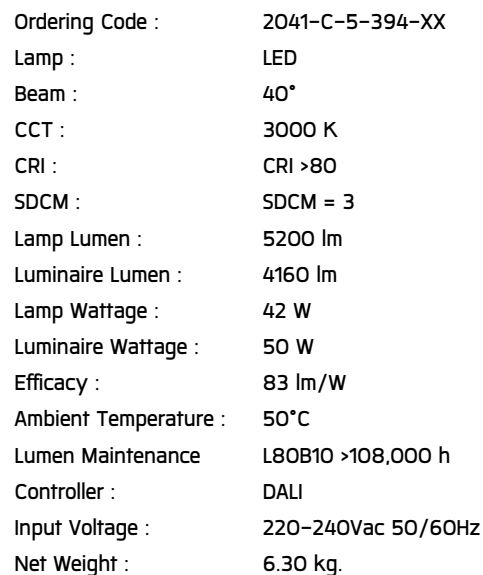 Ordering Code : 2041-C-5-394-XX
Lamp : LED
Beam : 40°
CCT : 3000 K
CRI : CRI >80
SDCM : SDCM = 3
Lamp Lumen : 5200 lm
Luminaire Lumen : 4160 lm
Lamp Wattage : 42 W
Luminaire Wattage : 50 W
Efficacy : 83 lm/W
Ambient Temperature : 50°C
Lumen Maintenance L80B10 >108,000 h
Controller : DALI
Input Voltage : 220-240Vac 50/60Hz
Net Weight : 6.30 kg.